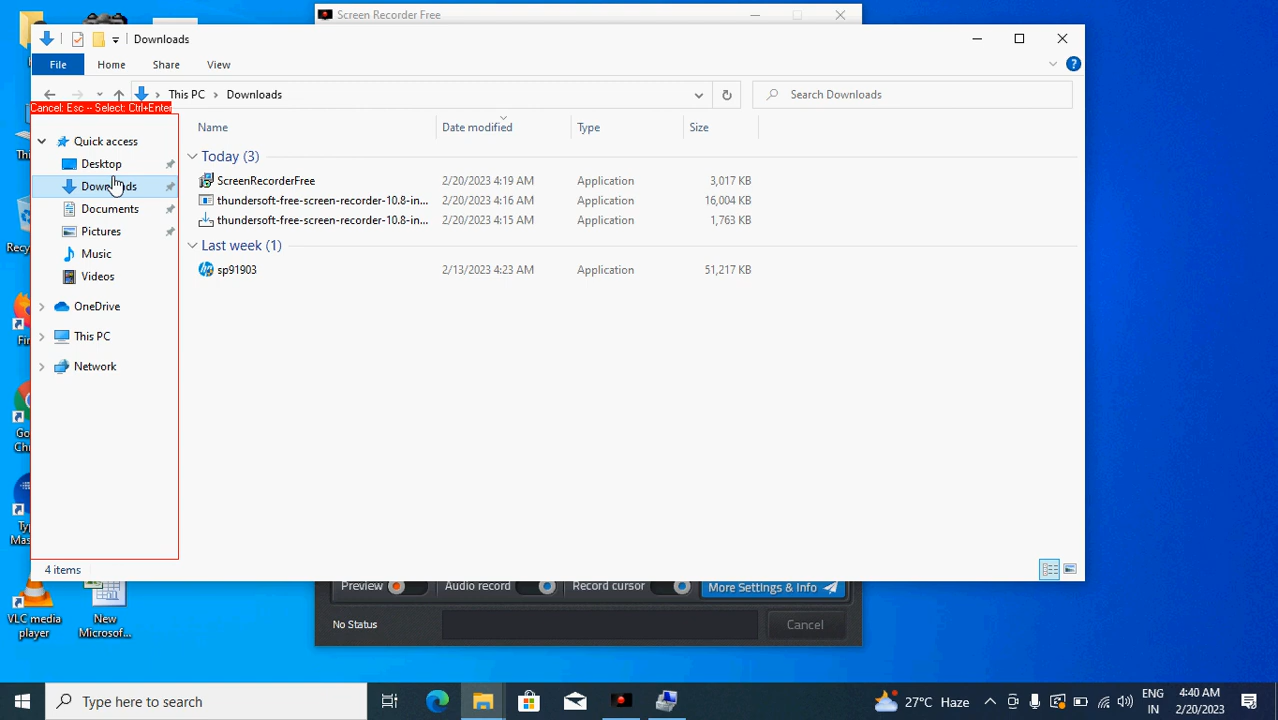 Screen Recorder Free
Downloads
File Home Share View
This PC > Downloads
Search Downloads
Cancel: Esc -- Select: Ctrl+Enter
Name Date modified Type Size
Quick access
Desktop
Downloads
Documents
Pictures
Music
Videos
OneDrive
This PC
Network
Today (3)
ScreenRecorderFree 2/20/2023 4:19 AM Application 3,017 KB
thundersoft-free-screen-recorder-10.8-in... 2/20/2023 4:16 AM Application 16,004 KB
thundersoft-free-screen-recorder-10.8-in... 2/20/2023 4:15 AM Application 1,763 KB
Last week (1)
sp91903 2/13/2023 4:23 AM Application 51,217 KB
4 items
Preview Audio record Record cursor More Settings & Info
No Status Cancel
VLC media
player
New
Microsof...
Type here to search
27°C Haze
ENG
IN
4:40 AM
2/20/2023